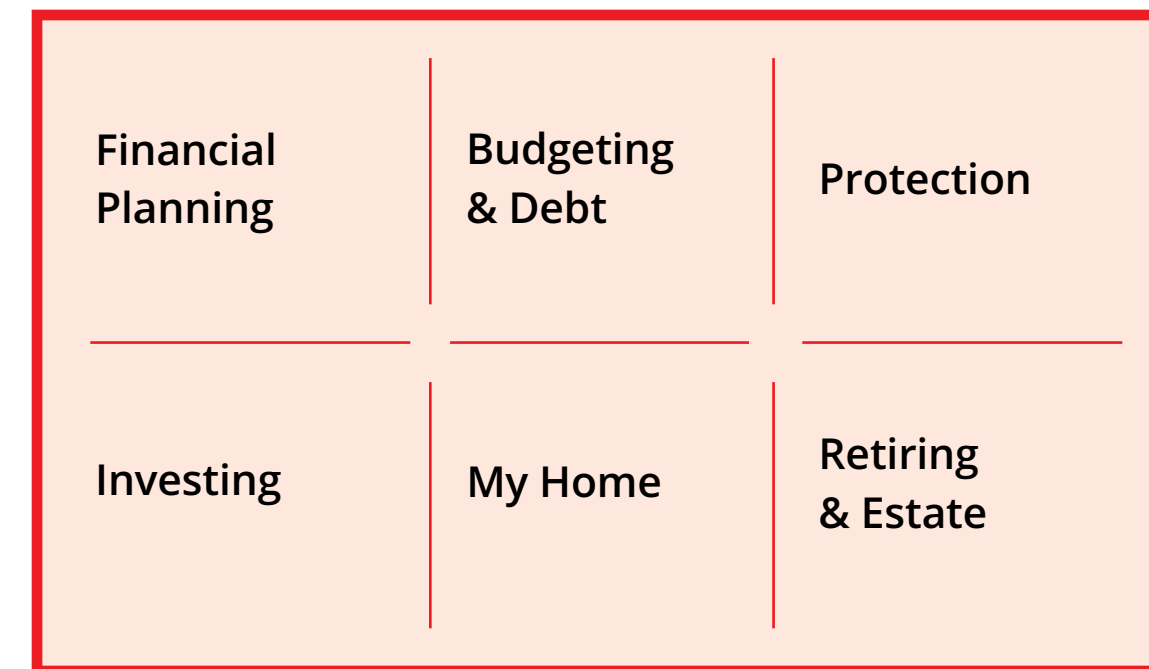 Financial
Planning
Budgeting
& Debt
Protection
Investing
My Home
Retiring
& Estate